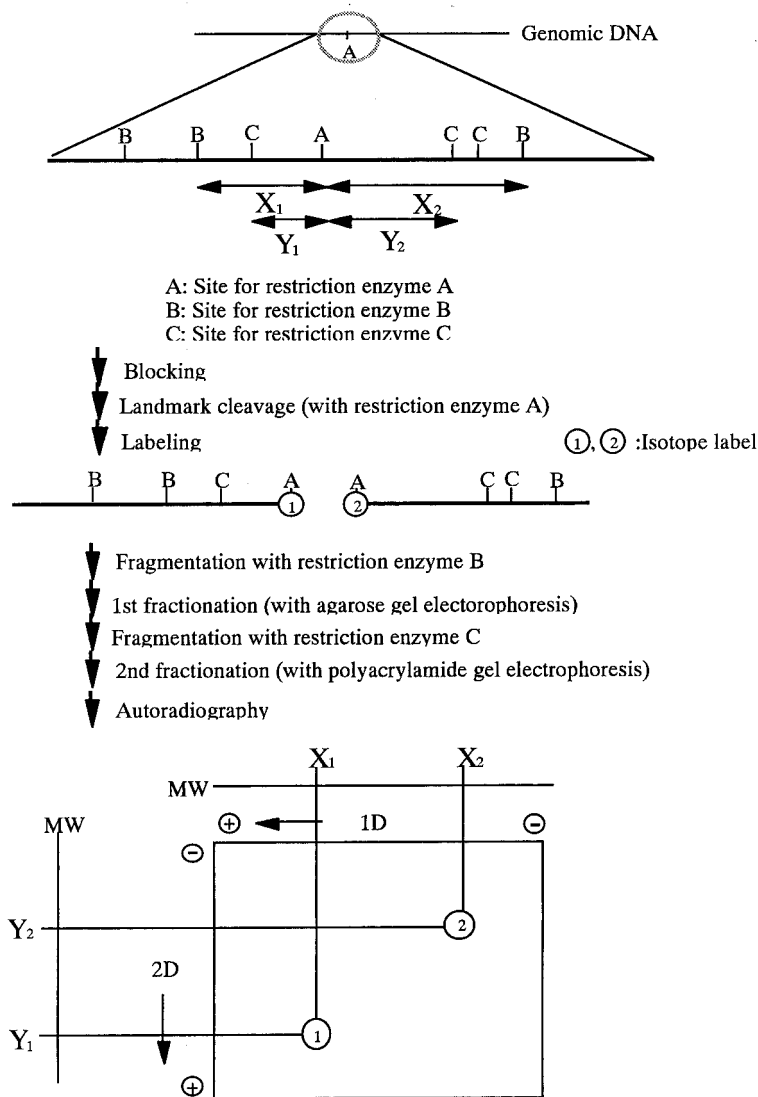 Genomic DNA
A
B B C A C C B
X1 X2
Y1 Y2
A: Site for restriction enzyme A
B: Site for restriction enzyme B
C: Site for restriction enzyme C
Blocking
Landmark cleavage (with restriction enzyme A)
Labeling
1, 2 :Isotope label
B B C A A C C B
1 2
Fragmentation with restriction enzyme B
1st fractionation (with agarose gel electorophoresis)
Fragmentation with restriction enzyme C
2nd fractionation (with polyacrylamide gel electrophoresis)
Autoradiography
X1 X2
MW
+ 1D -
MW
-
Y2 2
2D
Y1 1
+